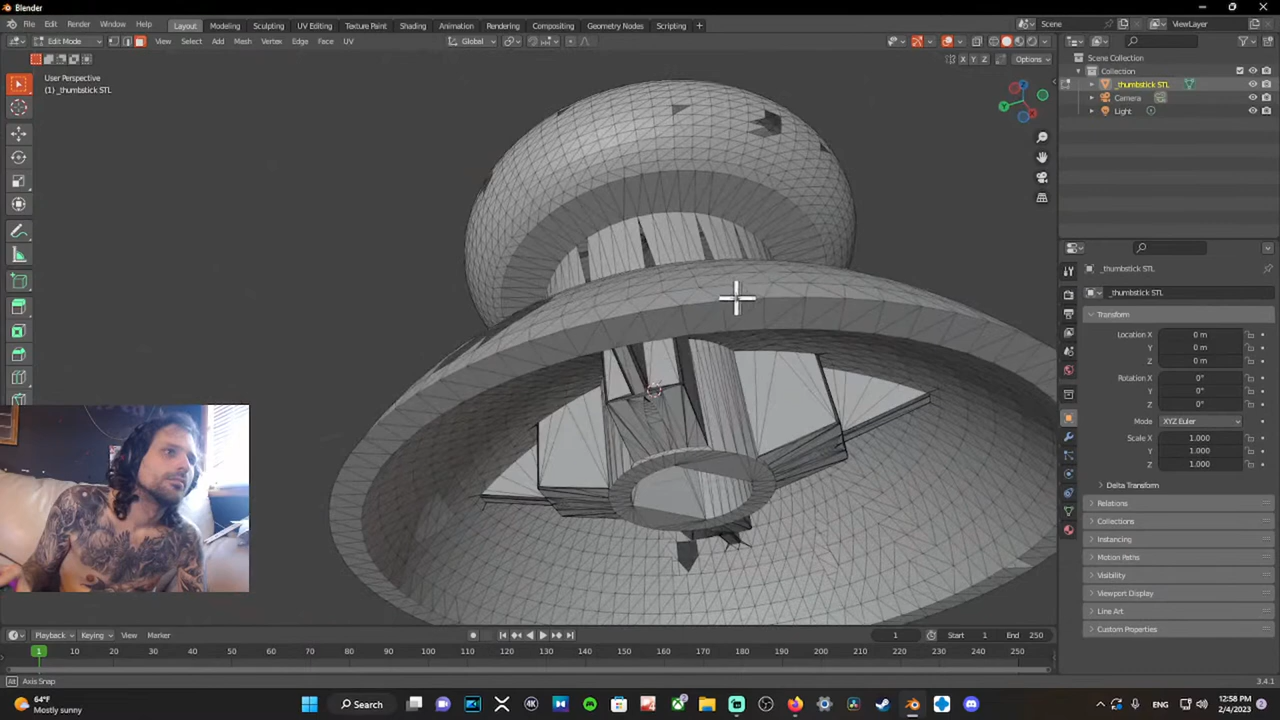 Blender
File Edit Render Window Help Layout Modeling Sculpting UV Editing Texture Paint Shading Animation Rendering Compositing Geometry Nodes Scripting + Scene ViewLayer
Edit Mode View Select Add Mesh Vertex Edge Face UV Global
X Y Z Options
User Perspective
(1) _thumbstick STL
Scene Collection
Collection
_thumbstick STL
Camera
Light
_thumbstick STL
_thumbstick STL
Transform
Location X 0 m
Y 0 m
Z 0 m
Rotation X 0°
Y 0°
Z 0°
Mode XYZ Euler
Scale X 1.000
Y 1.000
Z 1.000
Delta Transform
Relations
Collections
Instancing
Motion Paths
Visibility
Viewport Display
Line Art
Custom Properties
Playback Keying View Marker 1 Start 1 End 250
1 10 20 30 40 50 60 70 80 90 100 110 120 130 140 150 160 170 180 190 200 210 220 230 240 250
Alt Axis Snap 3.4.1
64°F
Mostly sunny
Search
ENG
12:58 PM
2/4/2023